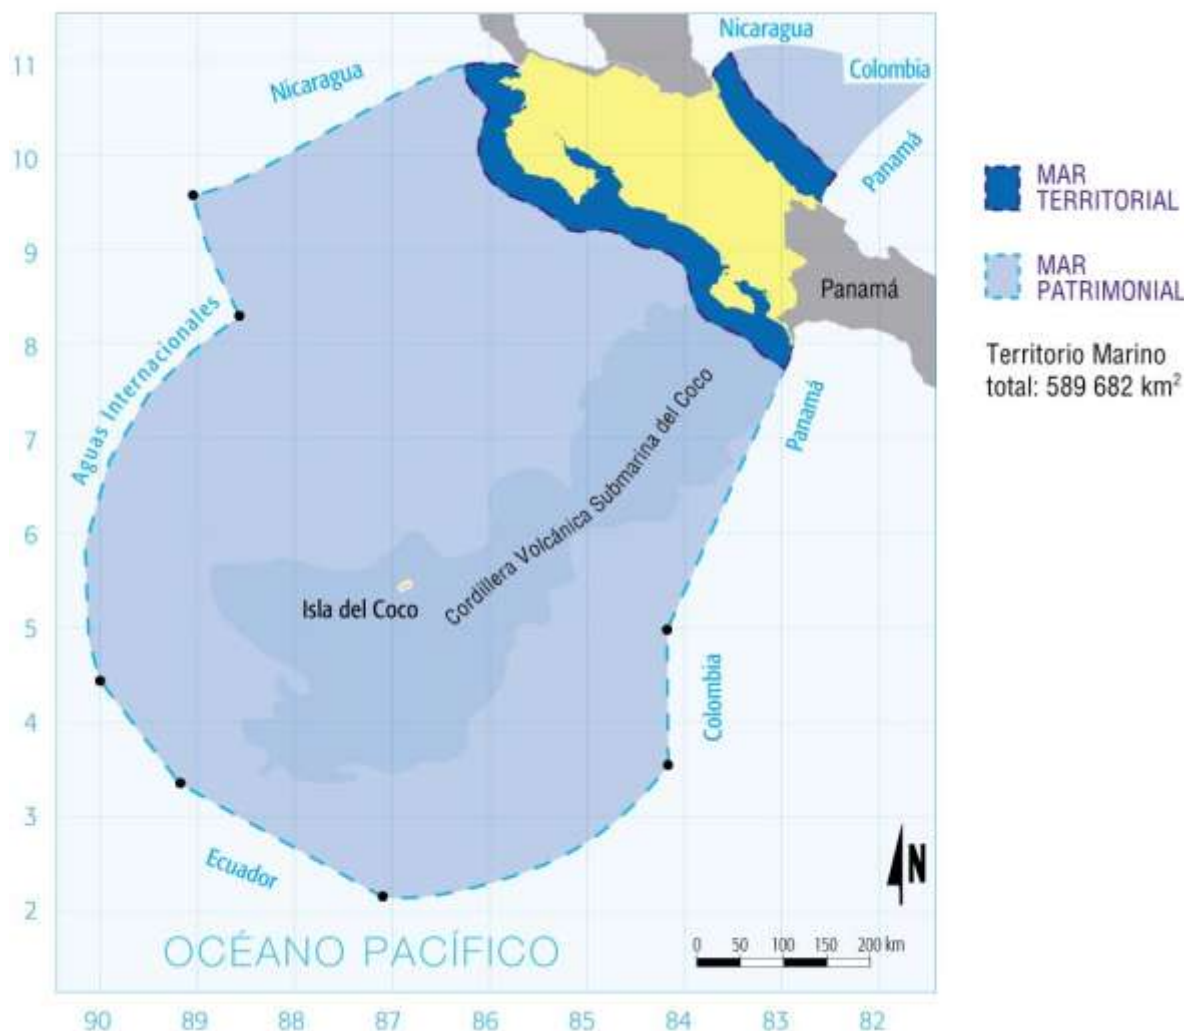 Nicaragua
Colombia
Panamá
Nicaragua
11
10
9
8
7
6
5
4
3
2
MAR
TERRITORIAL
MAR
PATRIMONIAL
Territorio Marino
total: 589 682 km²
Panamá
Aguas Internacionales
Panamá
Cordillera Volcánica Submarina del Coco
Isla del Coco
Colombia
Ecuador
N
OCÉANO PACÍFICO
0 50 100 150 200 km
90 89 88 87 86 85 84 83 82